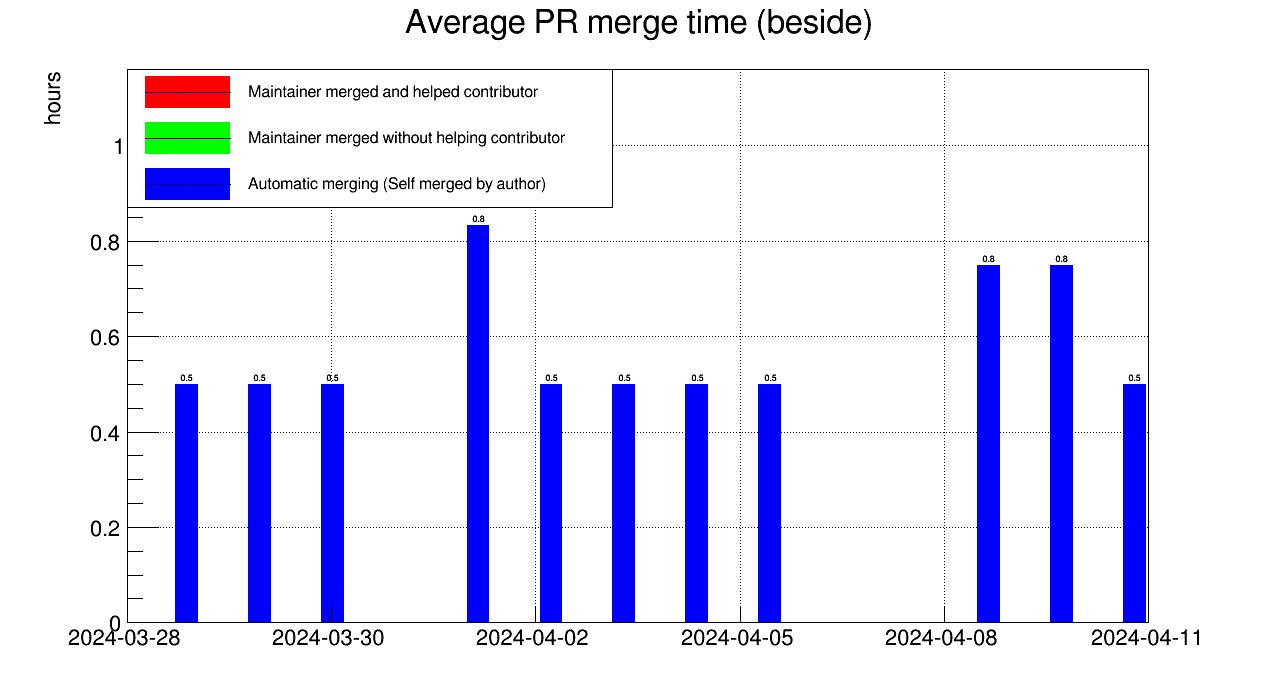 Average PR merge time (beside)
hours
Maintainer merged and helped contributor
Maintainer merged without helping contributor
Automatic merging (Self merged by author)
1
0.8
0.6
0.4
0.2
0
0.5 0.5 0.5 0.8 0.5 0.5 0.5 0.5 0.8 0.8 0.5
2024-03-28 2024-03-30 2024-04-02 2024-04-05 2024-04-08 2024-04-11